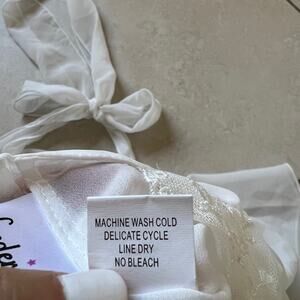 MACHINE WASH COLD
DELICATE CYCLE
LINE DRY
NO BLEACH